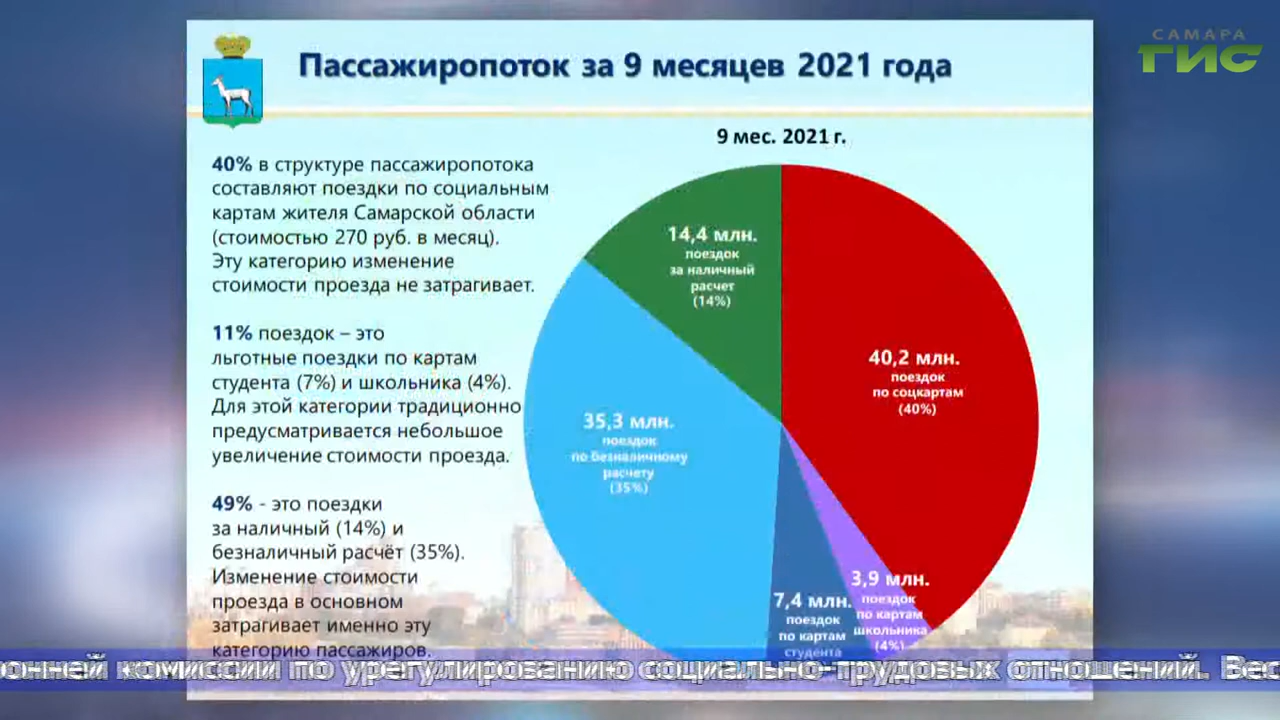 САМАРА
ГИС
Пассажиропоток за 9 месяцев 2021 года
9 мес. 2021 г.
40% в структуре пассажиропотока
составляют поездки по социальным
картам жителя Самарской области
(стоимостью 270 руб. в месяц).
Эту категорию изменение
стоимости проезда не затрагивает.
11% поездок – это
льготные поездки по картам
студента (7%) и школьника (4%).
Для этой категории традиционно
предусматривается небольшое
увеличение стоимости проезда.
49% - это поездки
за наличный (14%) и
безналичный расчёт (35%).
Изменение стоимости
проезда в основном
затрагивает именно эту
категорию пассажиров.
14,4 млн.
поездок
за наличный
расчет
(14%)
40,2 млн.
поездок
по соцкартам
(40%)
35,3 млн.
поездок
по безналичному
расчету
(35%)
7,4 млн.
поездок
по картам
студента
3,9 млн.
поездок
по картам
школьника
(4%)
комиссии по урегулированию социально-трудовых отношений.